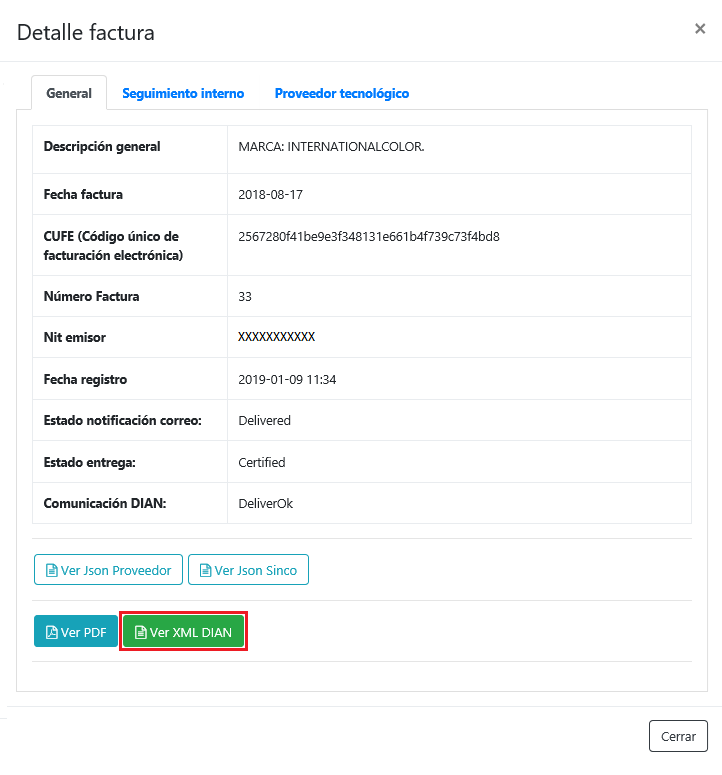 Detalle factura
×
General
Seguimiento interno
Proveedor tecnológico
Descripción general
MARCA: INTERNATIONALCOLOR.
Fecha factura
2018-08-17
CUFE (Código único de
facturación electrónica)
2567280f41be9e3f348131e661b4f739c73f4bd8
Número Factura
33
Nit emisor
XXXXXXXXXXX
Fecha registro
2019-01-09 11:34
Estado notificación correo:
Delivered
Estado entrega:
Certified
Comunicación DIAN:
DeliverOk
Ver Json Proveedor
Ver Json Sinco
Ver PDF
Ver XML DIAN
Cerrar